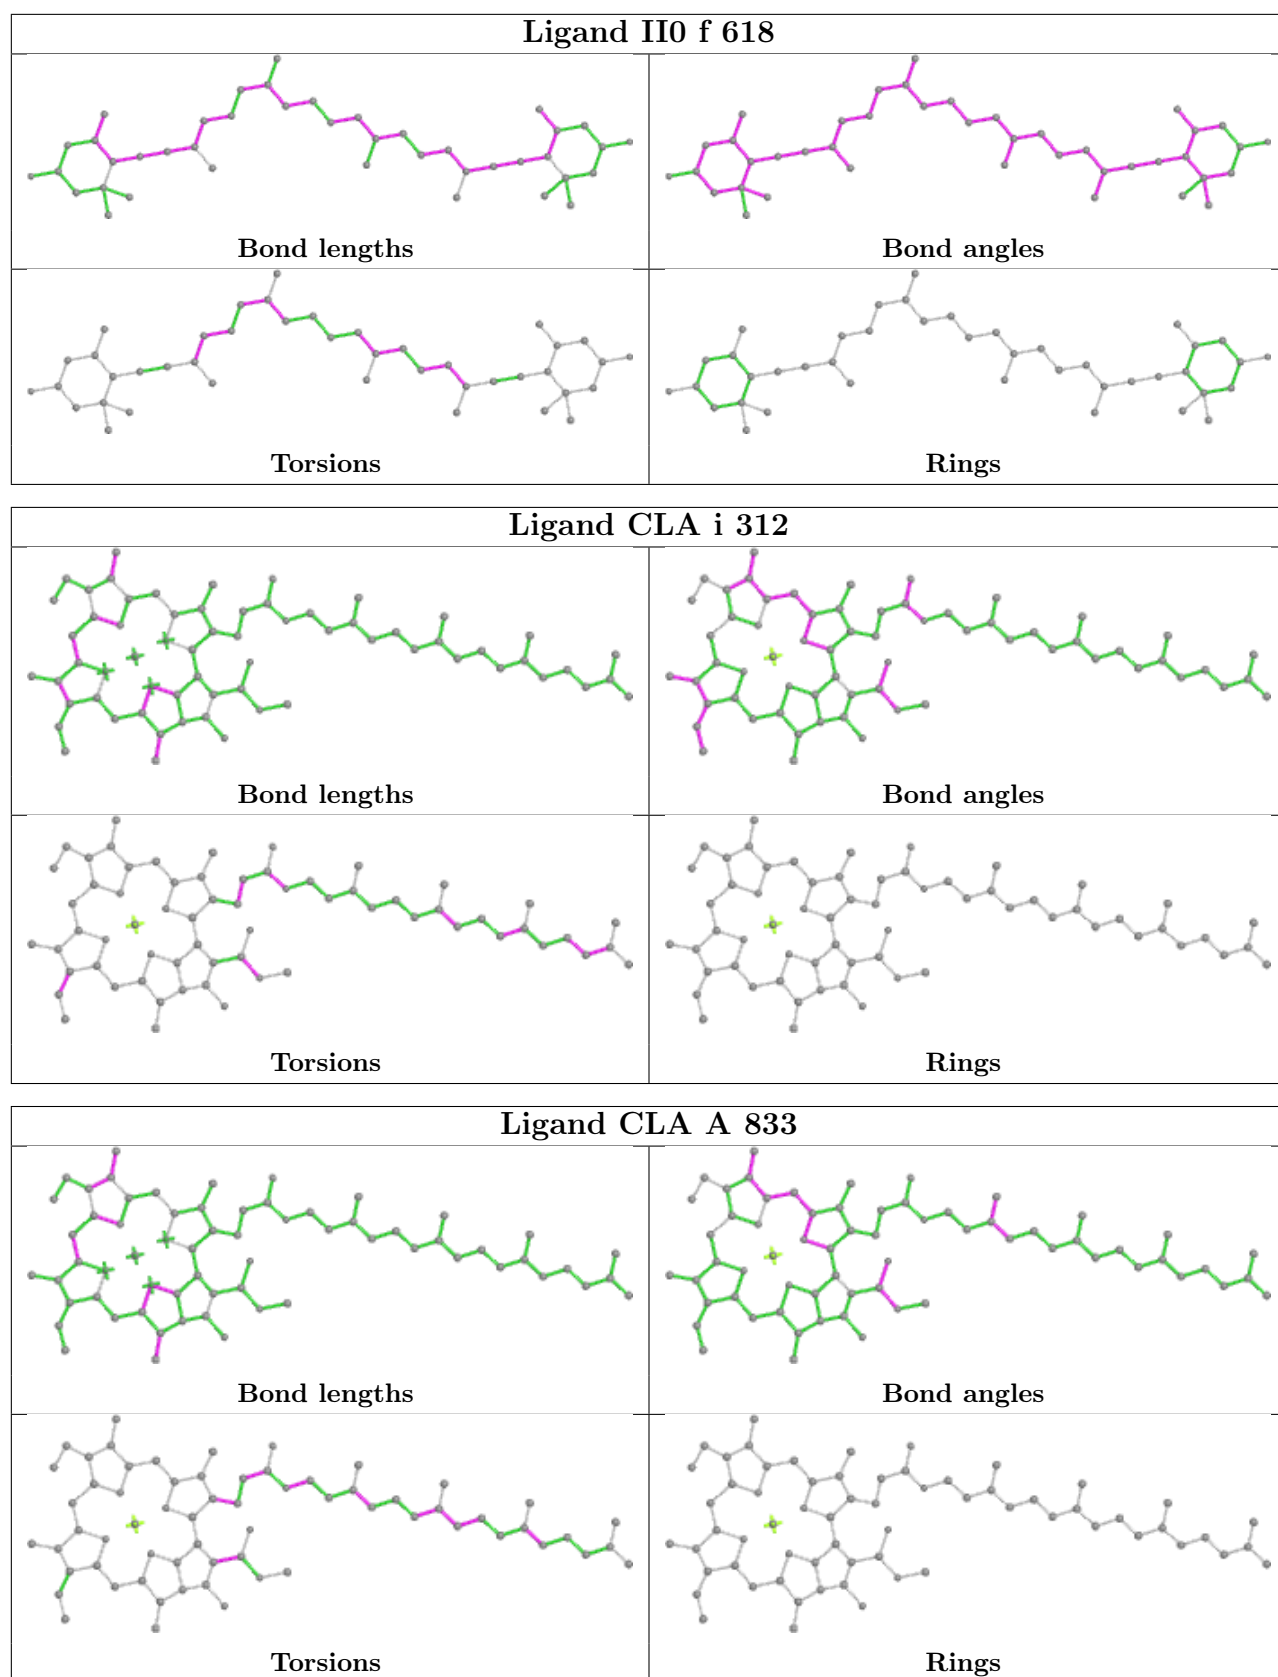 Ligand II0 f 618
Bond lengths
Bond angles
Torsions
Rings
Ligand CLA i 312
Bond lengths
Bond angles
Torsions
Rings
Ligand CLA A 833
Bond lengths
Bond angles
Torsions
Rings